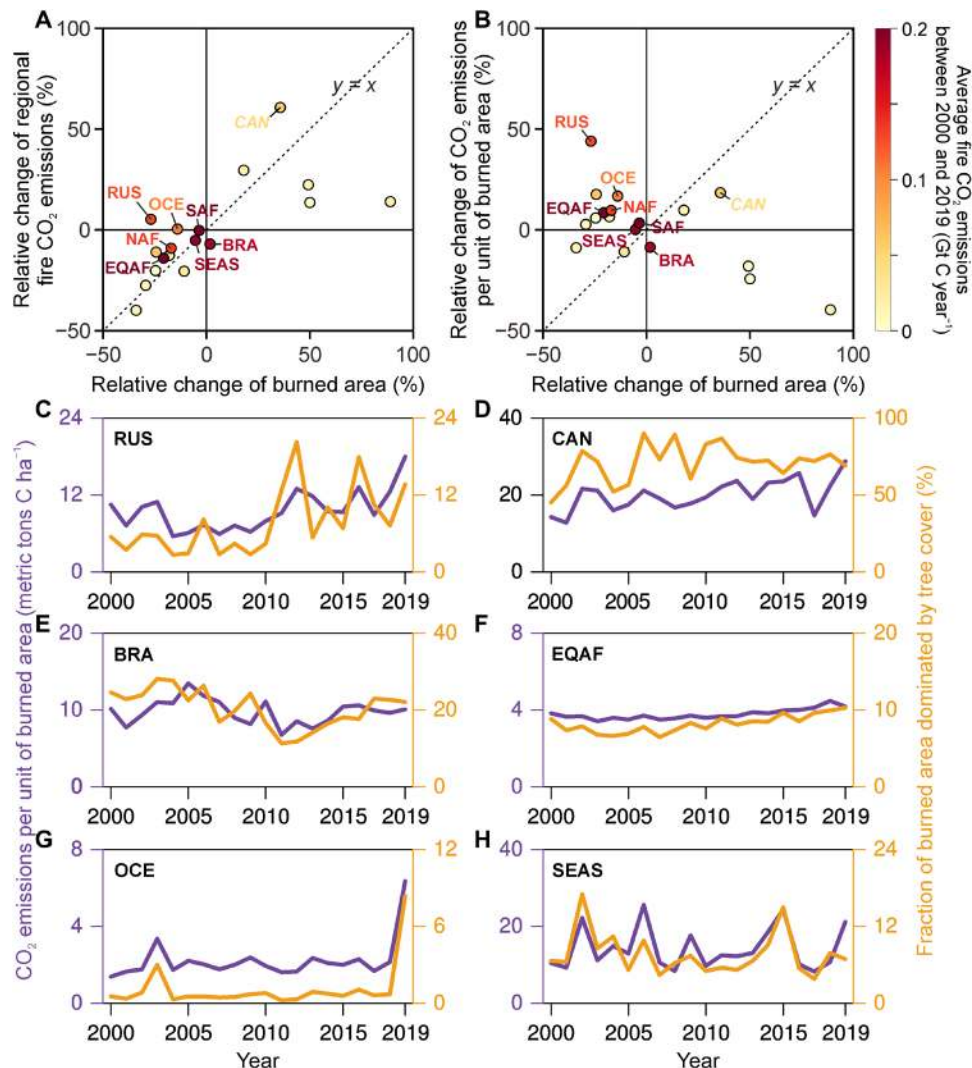 A
100
50
0
−50
Relative change of regional
fire CO₂ emissions (%)
y = x
CAN
RUS
OCE
SAF
NAF
BRA
EQAF
SEAS
−50
0
50
100
Relative change of burned area (%)
B
100
50
0
−50
Relative change of CO₂ emissions
per unit of burned area (%)
y = x
RUS
OCE
EQAF
NAF
CAN
SAF
SEAS
BRA
−50
0
50
100
Relative change of burned area (%)
0.2
0.1
0
Average fire CO₂ emissions
between 2000 and 2019 (Gt C year⁻¹)
CO₂ emissions per unit of burned area (metric tons C ha⁻¹)
C
RUS
24
12
0
24
12
0
2000
2005
2010
2015
2019
D
CAN
40
20
0
100
50
0
2000
2005
2010
2015
2019
E
BRA
20
10
0
40
20
0
2000
2005
2010
2015
2019
F
EQAF
8
4
0
20
10
0
2000
2005
2010
2015
2019
G
OCE
8
4
0
12
6
0
2000
2005
2010
2015
2019
Year
H
SEAS
40
20
0
24
12
0
2000
2005
2010
2015
2019
Year
Fraction of burned area dominated by tree cover (%)